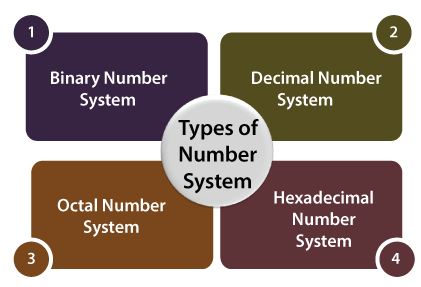 1
Binary Number
System
2
Decimal Number
System
Types of
Number
System
3
Octal Number
System
4
Hexadecimal
Number
System